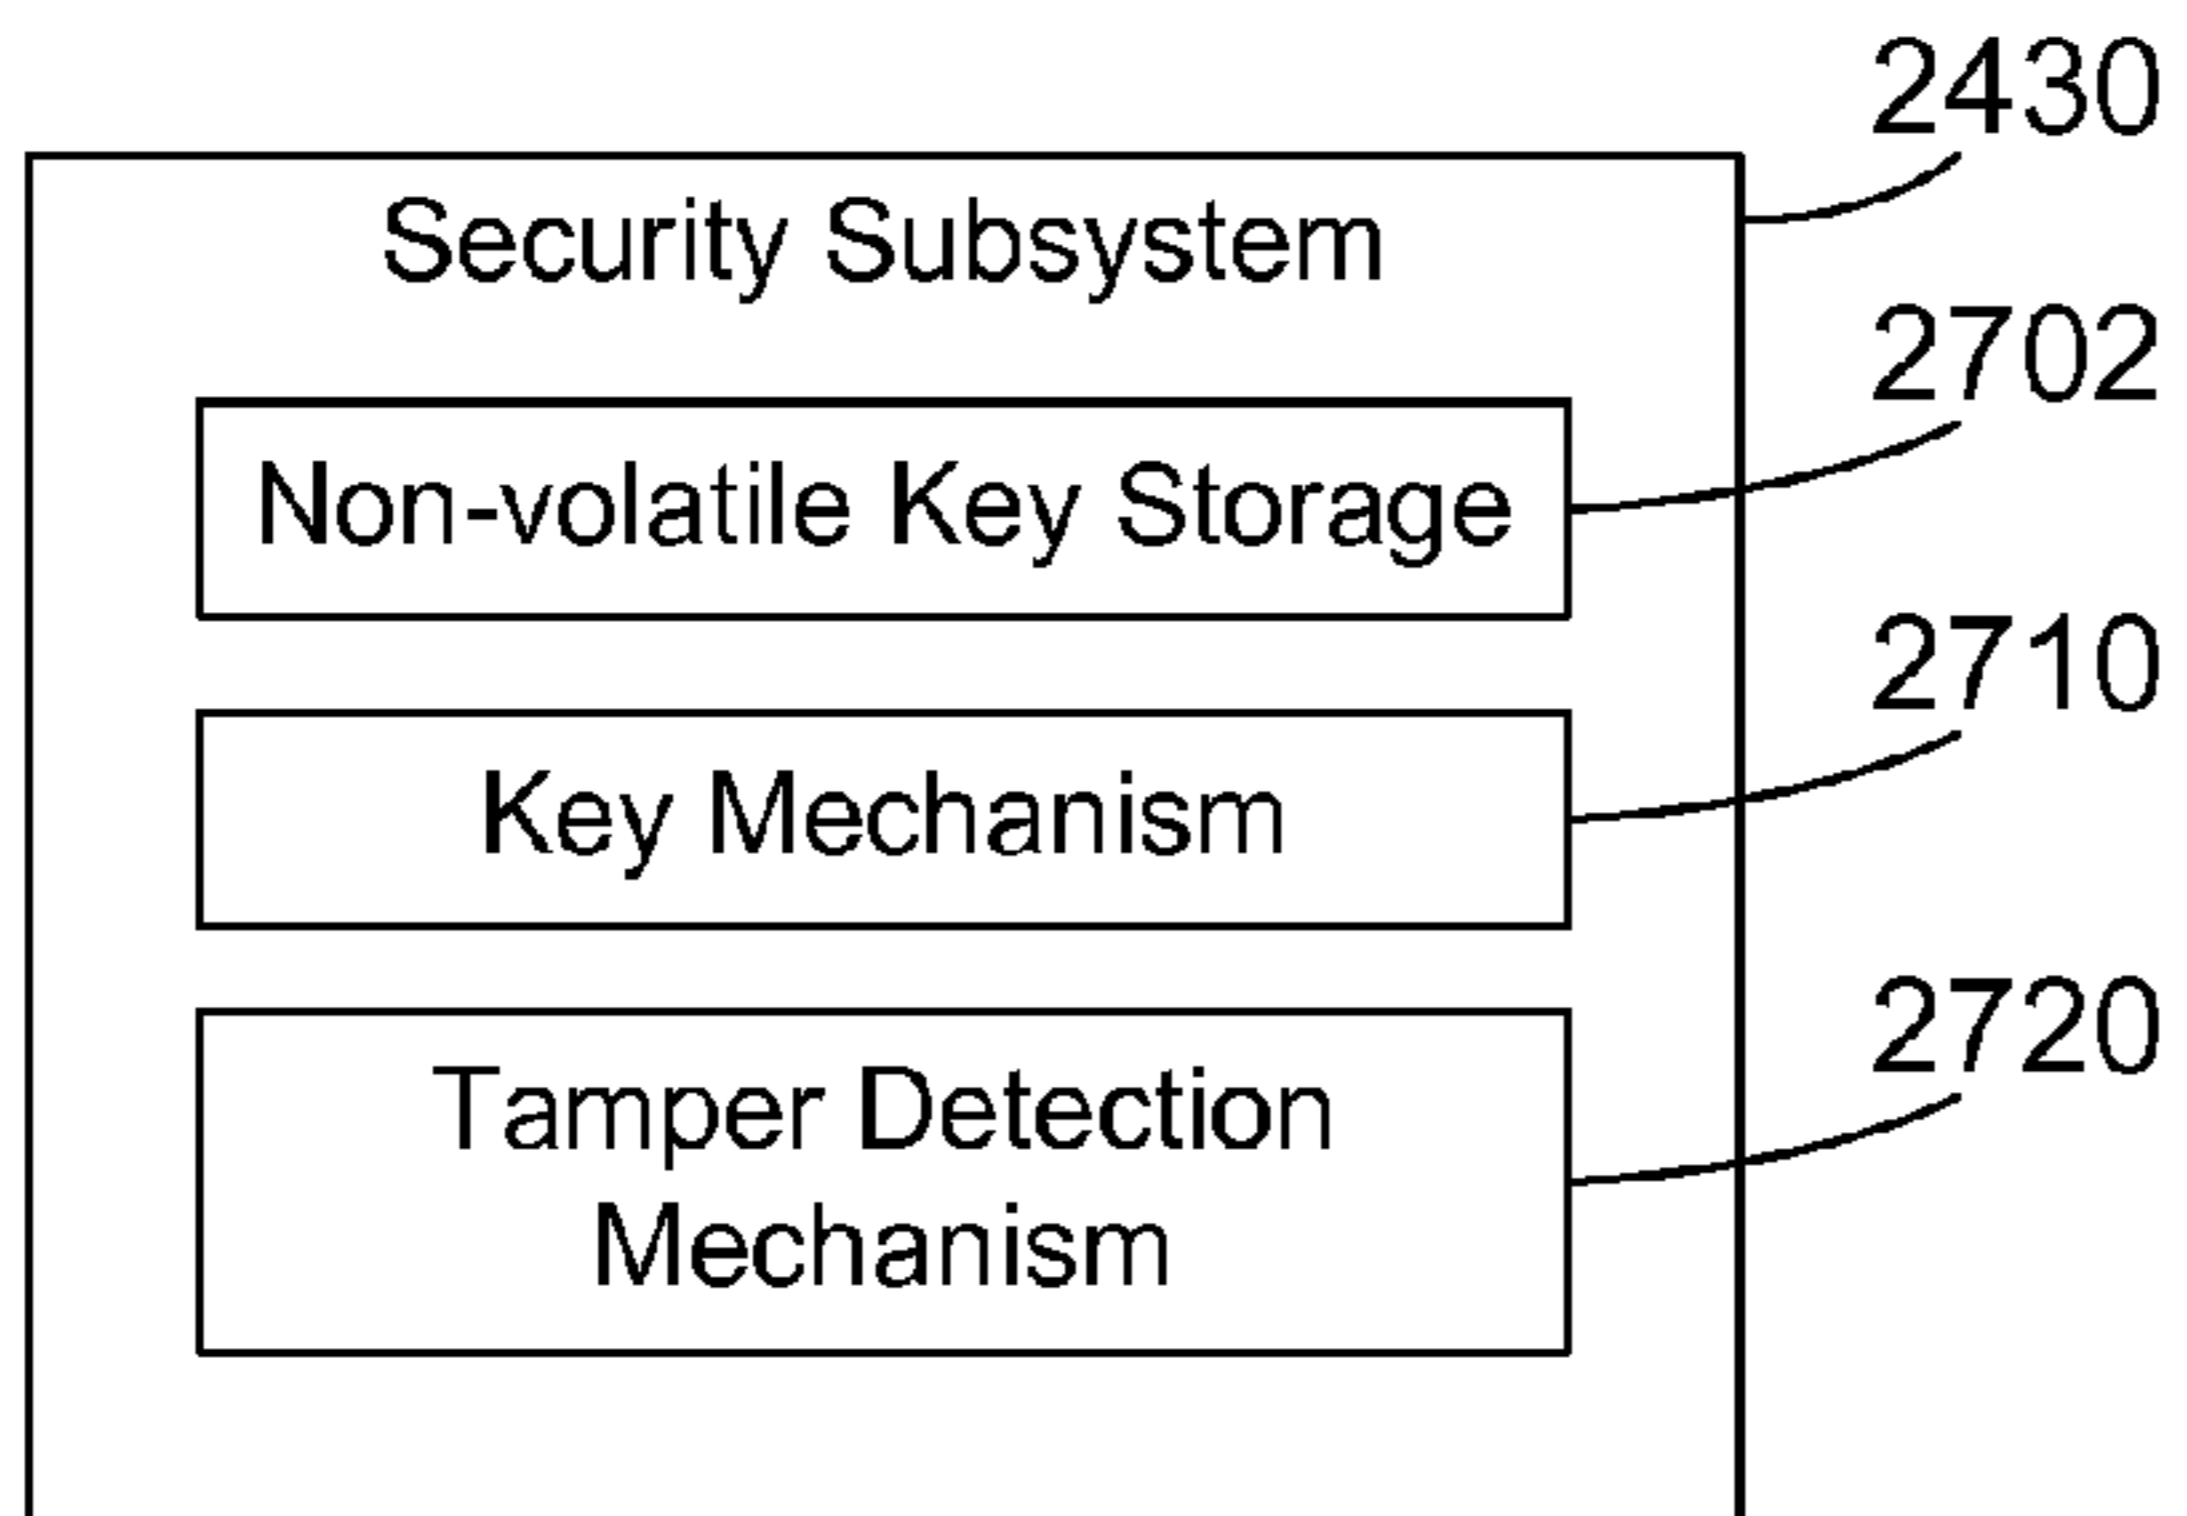 2430
Security Subsystem
2702
Non-volatile Key Storage
2710
Key Mechanism
2720
Tamper Detection
Mechanism